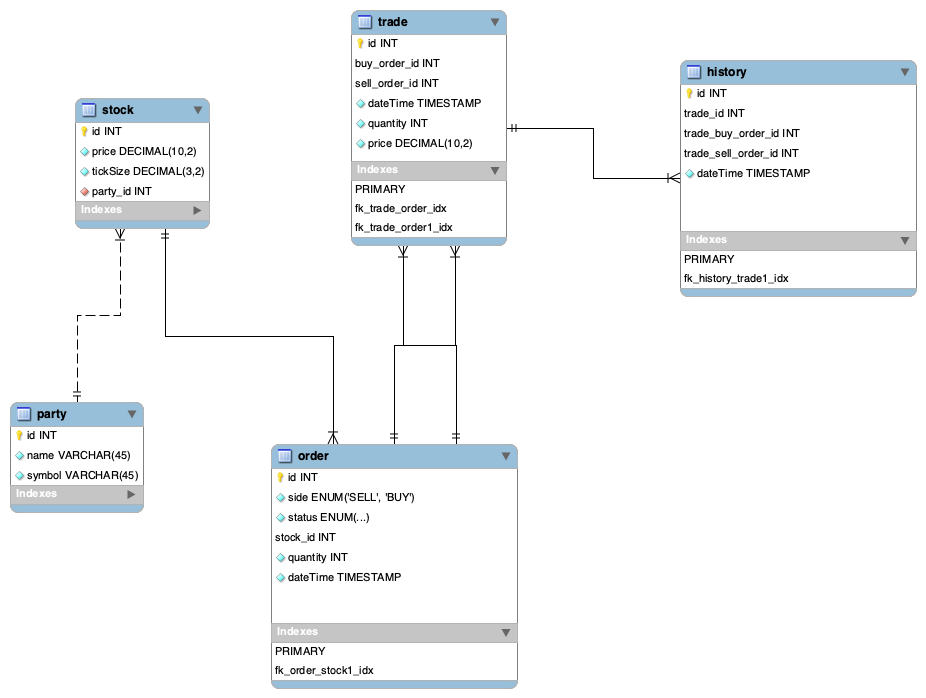 trade
id INT
buy_order_id INT
sell_order_id INT
dateTime TIMESTAMP
quantity INT
price DECIMAL(10,2)
Indexes
PRIMARY
fk_trade_order_idx
fk_trade_order1_idx
history
id INT
trade_id INT
trade_buy_order_id INT
trade_sell_order_id INT
dateTime TIMESTAMP
Indexes
PRIMARY
fk_history_trade1_idx
stock
id INT
price DECIMAL(10,2)
tickSize DECIMAL(3,2)
party_id INT
Indexes
party
id INT
name VARCHAR(45)
symbol VARCHAR(45)
Indexes
order
id INT
side ENUM('SELL', 'BUY')
status ENUM(...)
stock_id INT
quantity INT
dateTime TIMESTAMP
Indexes
PRIMARY
fk_order_stock1_idx